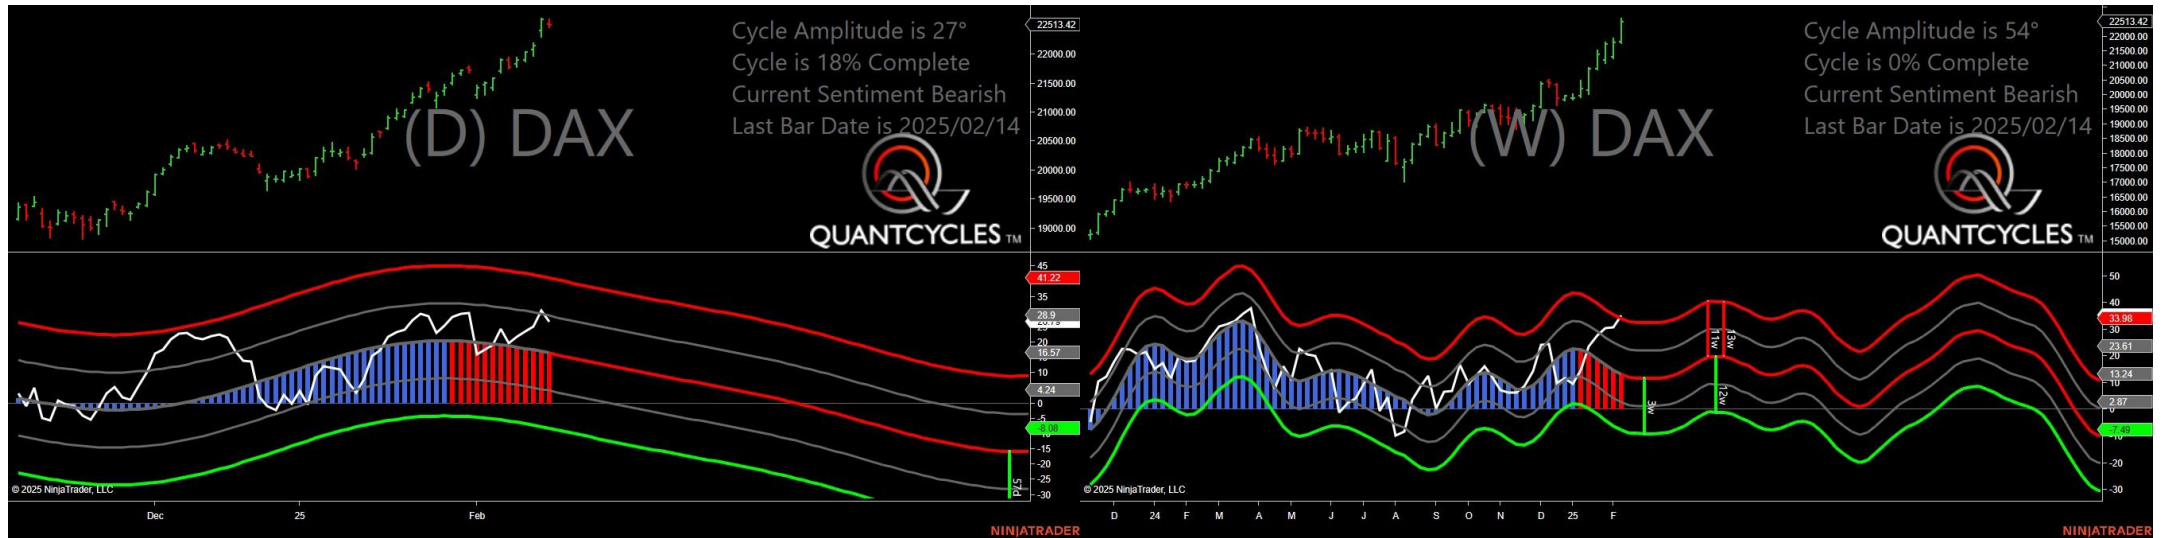 Cycle Amplitude is 27°
Cycle is 18% Complete
Current Sentiment Bearish
Last Bar Date is 2025/02/14
(D) DAX
QUANTCYCLES TM
22513.42
22000.00
21500.00
21000.00
20500.00
20000.00
19500.00
19000.00
45
41.22
35
28.9
20
16.57
10
4.24
0
-5
-8.08
-15
-20
-25
-30
57d
© 2025 NinjaTrader, LLC
Dec 25 Feb
NINJATRADER
Cycle Amplitude is 54°
Cycle is 0% Complete
Current Sentiment Bearish
Last Bar Date is 2025/02/14
(W) DAX
QUANTCYCLES TM
22513.42
22000.00
21500.00
21000.00
20500.00
20000.00
19500.00
19000.00
18500.00
18000.00
17500.00
17000.00
16500.00
16000.00
15500.00
15000.00
50
40
33.98
30
23.61
20
13.24
10
2.87
0
-7.49
-20
-30
3w
11w
13w
12w
© 2025 NinjaTrader, LLC
D 24 F M A M J J A S O N D 25 F
NINJATRADER